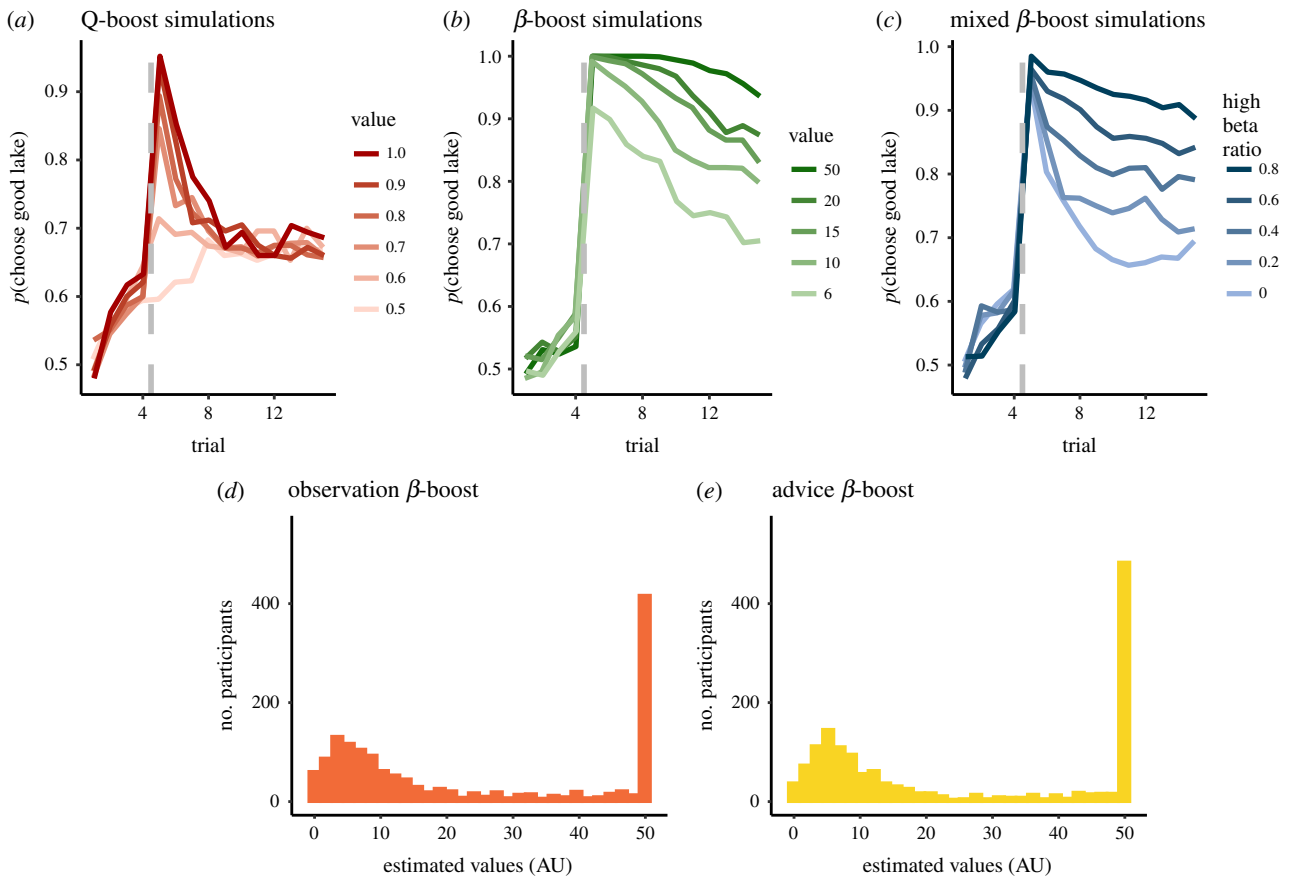 (a) Q-boost simulations
p(choose good lake)
0.9
0.8
0.7
0.6
0.5
4 8 12
trial
value
1.0
0.9
0.8
0.7
0.6
0.5
(b) β-boost simulations
p(choose good lake)
1.0
0.9
0.8
0.7
0.6
0.5
4 8 12
trial
value
50
20
15
10
6
(c) mixed β-boost simulations
p(choose good lake)
1.0
0.9
0.8
0.7
0.6
0.5
4 8 12
trial
high
beta
ratio
0.8
0.6
0.4
0.2
0
(d) observation β-boost
no. participants
400
200
0
0 10 20 30 40 50
estimated values (AU)
(e) advice β-boost
no. participants
400
200
0
0 10 20 30 40 50
estimated values (AU)